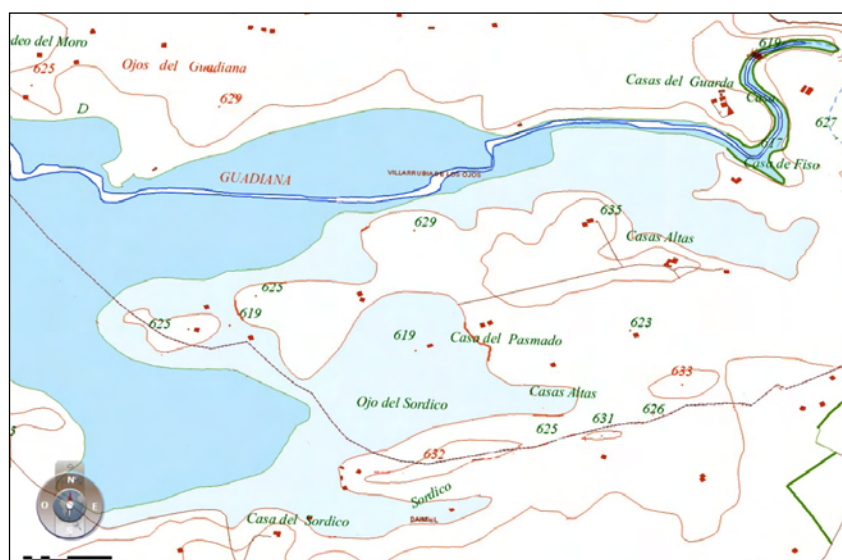 deo del Moro
625
Ojos del Guadiana
629
D
619
Casas del Guarda
Casa
627
617
Casa de Fiso
GUADIANA
VILLARRUBIA DE LOS OJOS
629
635
Casas Altas
625
619
625
619
Casa del Pasmado
623
633
Casas Altas
Ojo del Sordico
626
631
625
632
Sordico
DAIMIEL
Casa del Sordico
N
O
E
S